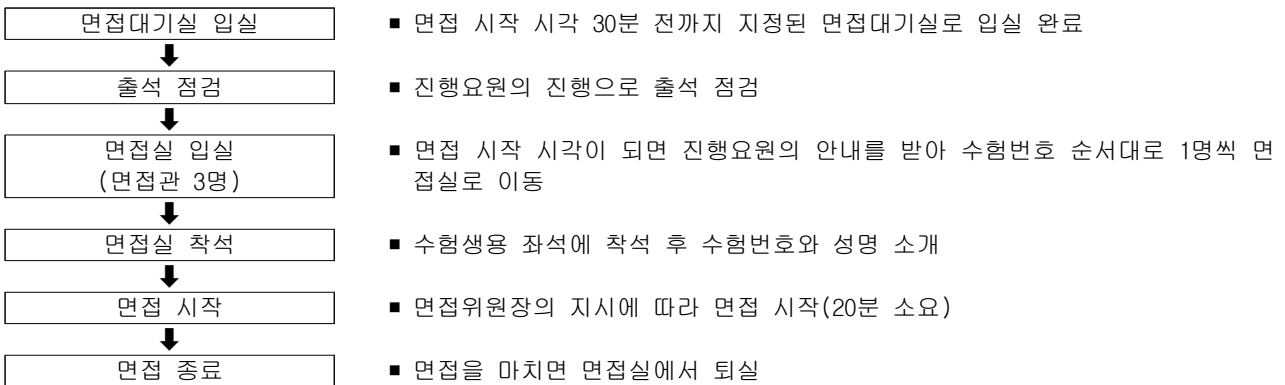 면접대기실 입실
■ 면접 시작 시각 30분 전까지 지정된 면접대기실로 입실 완료
출석 점검
■ 진행요원의 진행으로 출석 점검
면접실 입실
(면접관 3명)
■ 면접 시작 시각이 되면 진행요원의 안내를 받아 수험번호 순서대로 1명씩 면
접실로 이동
면접실 착석
■ 수험생용 좌석에 착석 후 수험번호와 성명 소개
면접 시작
■ 면접위원장의 지시에 따라 면접 시작(20분 소요)
면접 종료
■ 면접을 마치면 면접실에서 퇴실